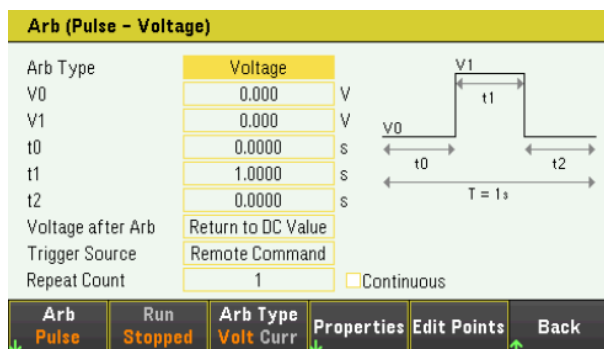 Arb (Pulse - Voltage)
Arb Type Voltage
V0 0.000 V
V1 0.000 V
t0 0.0000 s
t1 1.0000 s
t2 0.0000 s
Voltage after Arb Return to DC Value
Trigger Source Remote Command
Repeat Count 1 Continuous
V1
t1
V0
t0 t2
T = 1s
Arb Run Arb Type Properties Edit Points Back
Pulse Stopped Volt Curr